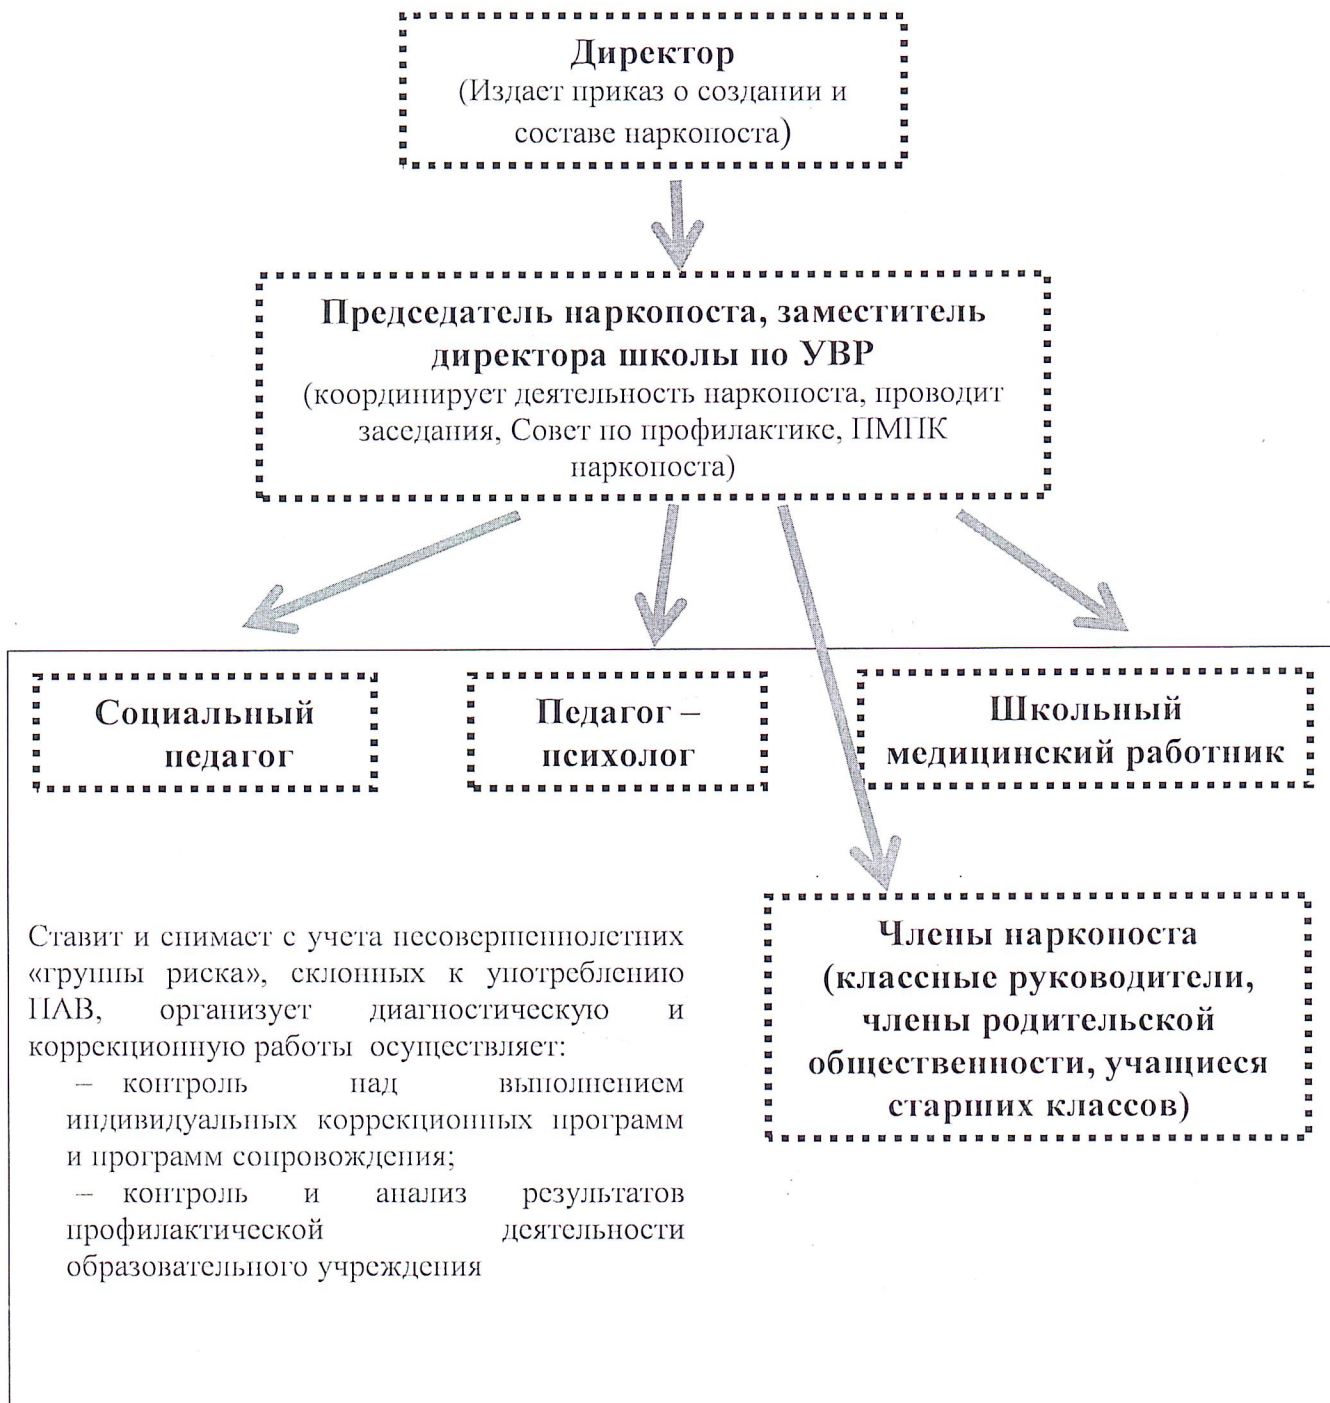 Директор
(Издает приказ о создании и
составе наркопоста)
Председатель наркопоста, заместитель
директора школы по УВР
(координирует деятельность наркопоста, проводит
заседания, Совет по профилактике, ПМПК
наркопоста)
Социальный
педагог
Педагог –
психолог
Школьный
медицинский работник
Ставит и снимает с учета несовершеннолетних
«группы риска», склонных к употреблению
ПАВ, организует диагностическую и
коррекционную работы осуществляет:
– контроль над выполнением
индивидуальных коррекционных программ
и программ сопровождения;
– контроль и анализ результатов
профилактической деятельности
образовательного учреждения
Члены наркопоста
(классные руководители,
члены родительской
общественности, учащиеся
старших классов)